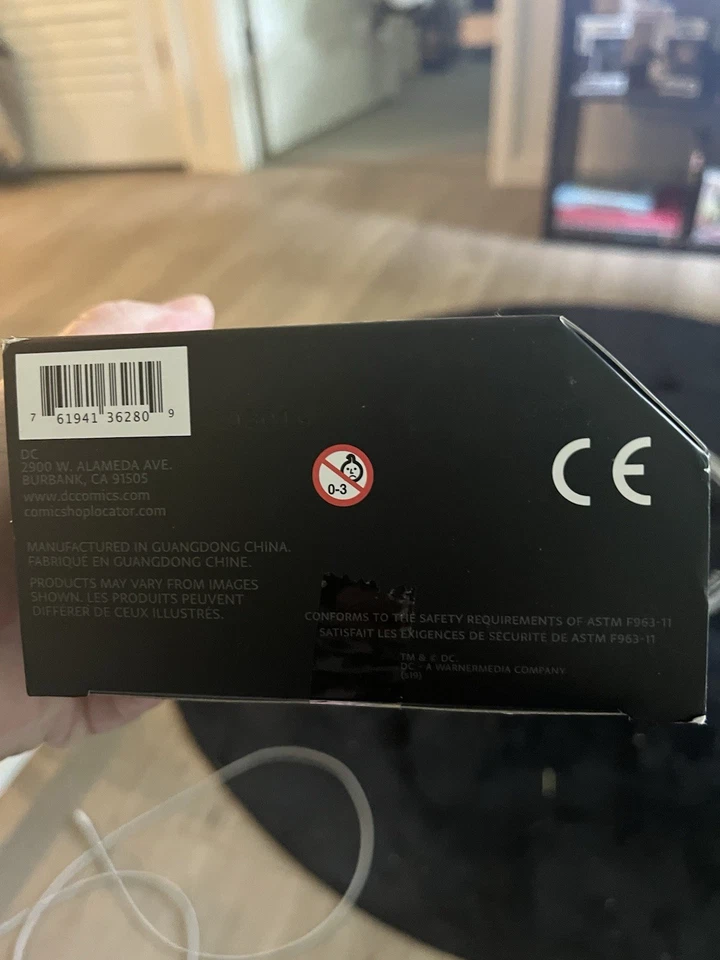 7 61941 36280 9
DC
2900 W. ALAMEDA AVE.
BURBANK, CA 91505
www.dccomics.com
comicshoplocator.com
MANUFACTURED IN GUANGDONG CHINA.
FABRIQUÉ EN GUANGDONG CHINE.
PRODUCTS MAY VARY FROM IMAGES
SHOWN. LES PRODUITS PEUVENT
DIFFÉRER DE CEUX ILLUSTRÉS.
0-3
CE
CONFORMS TO THE SAFETY REQUIREMENTS OF ASTM F963-11
SATISFAIT LES EXIGENCES DE SÉCURITÉ DE ASTM F963-11
TM & © DC.
DC - A WARNERMEDIA COMPANY
(s19)